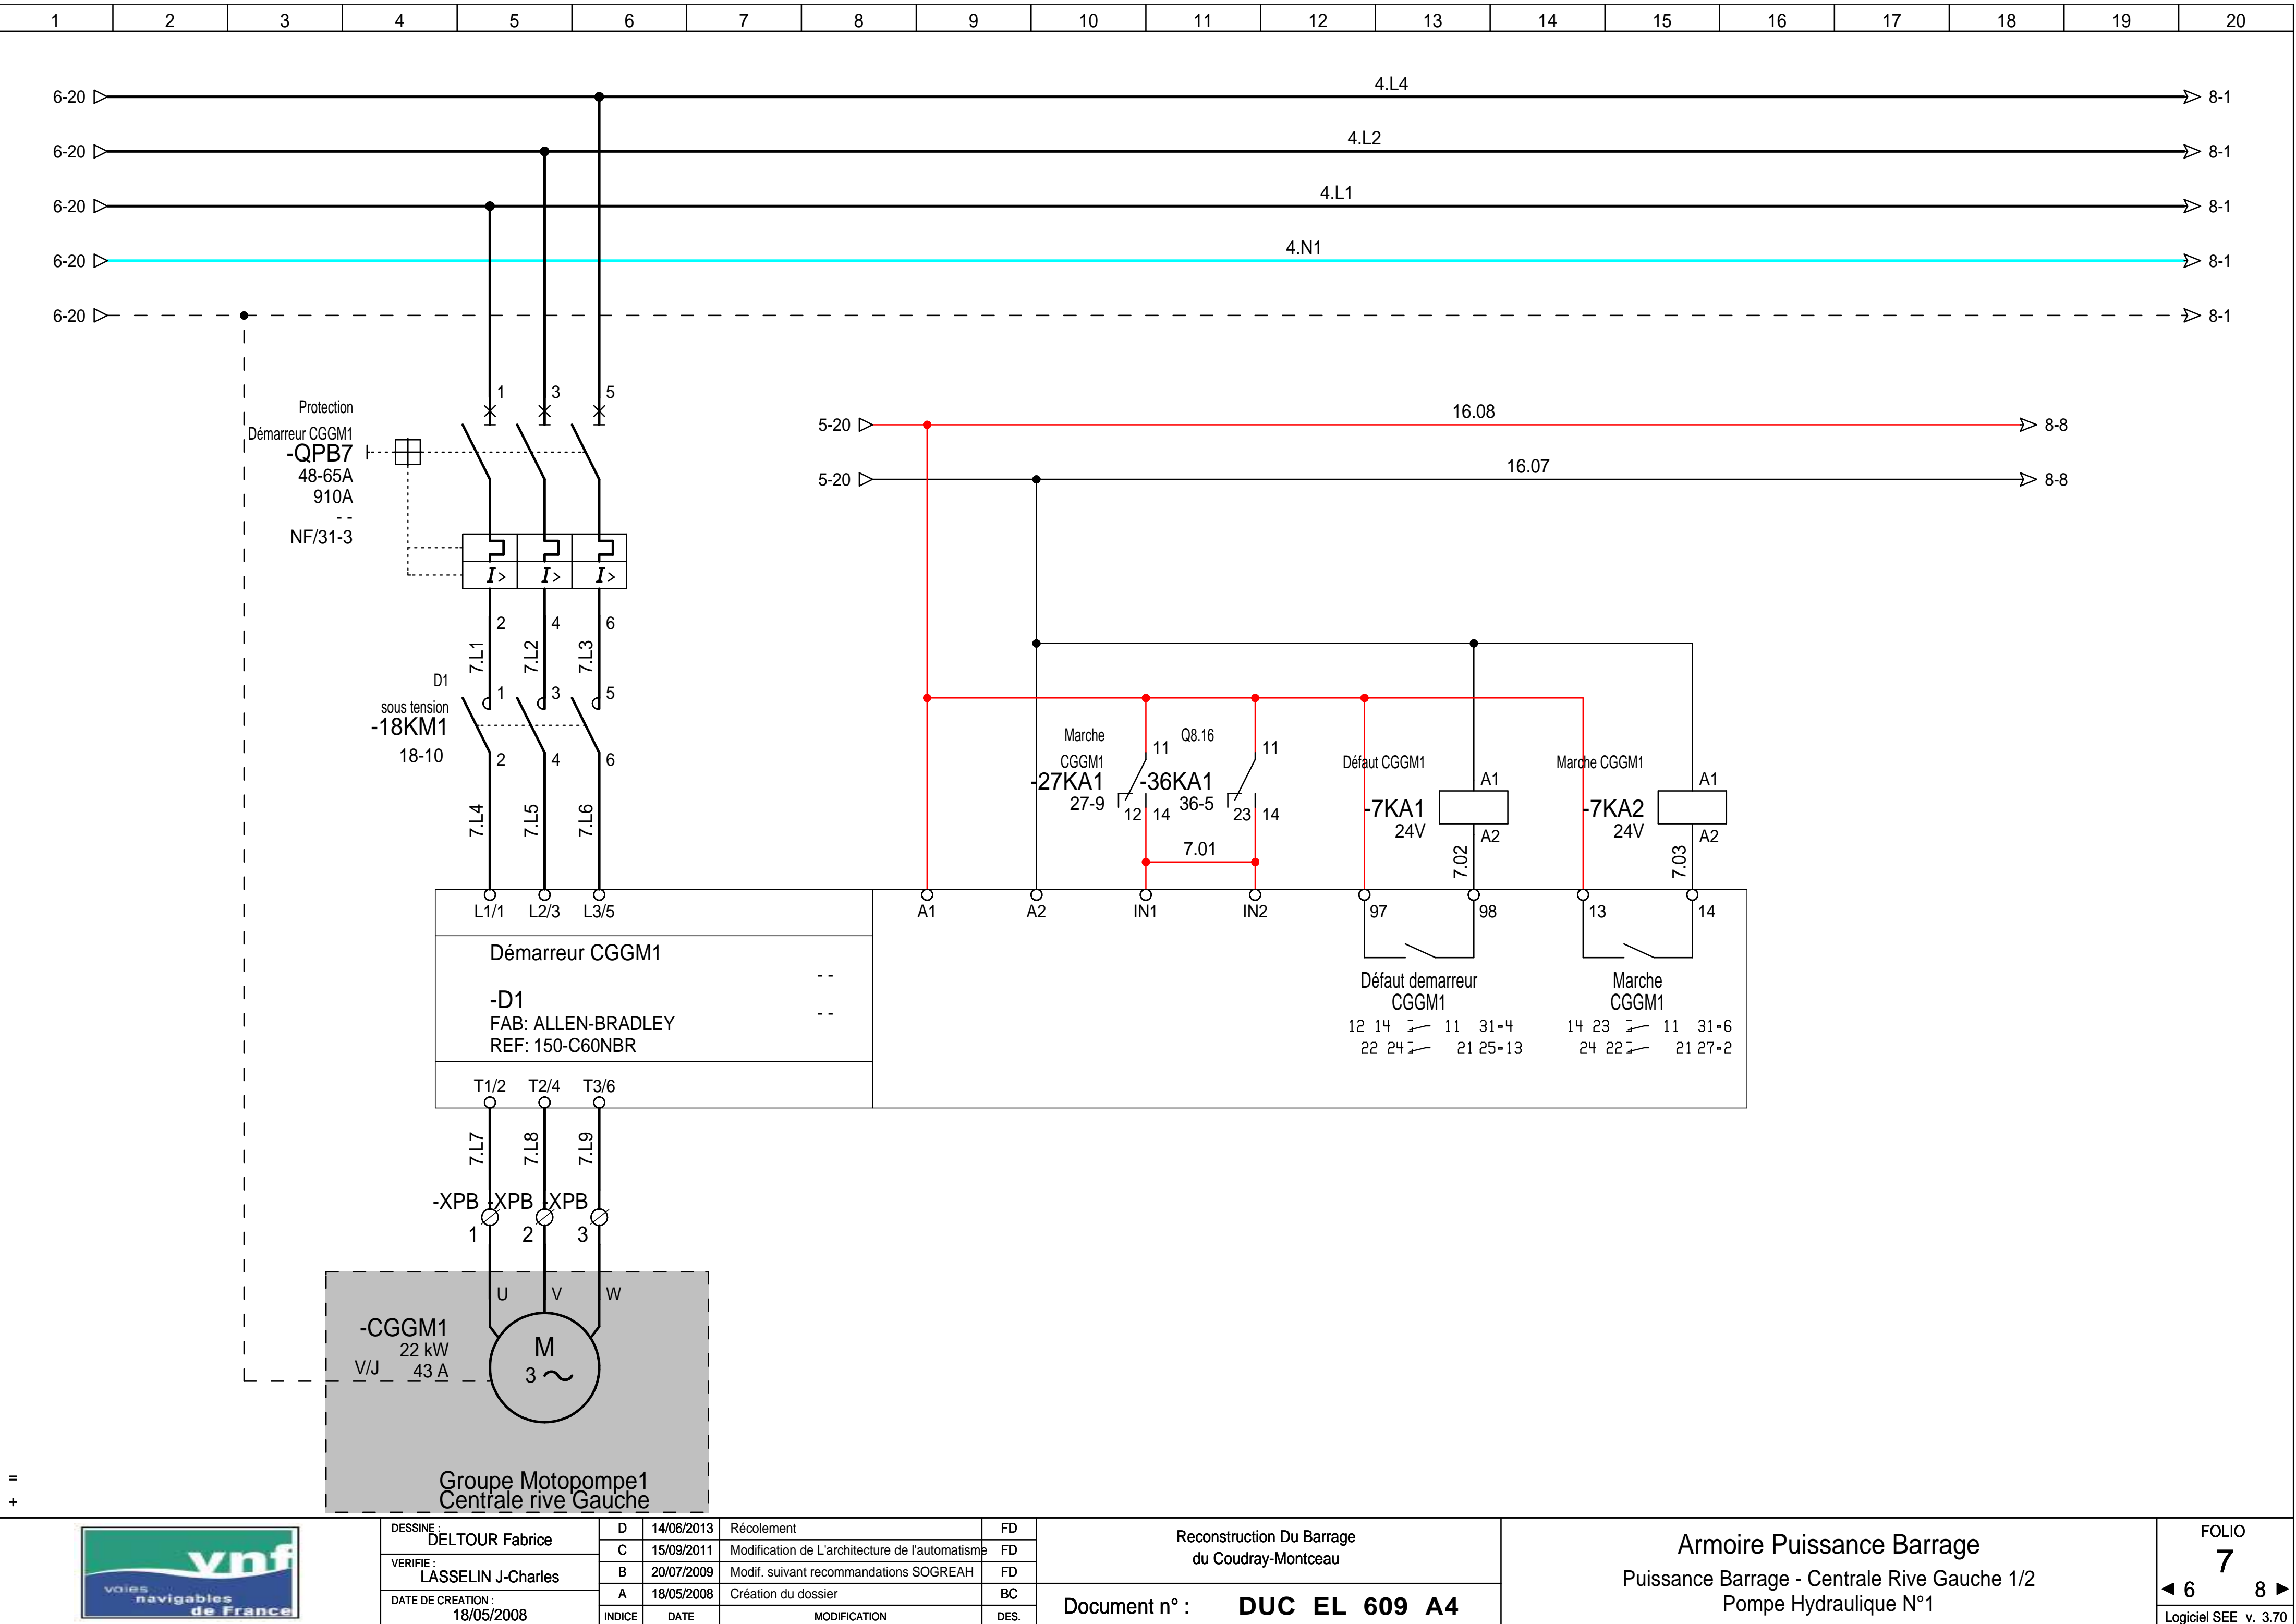 1 2 3 4 5 6 7 8 9 10 11 12 13 14 15 16 17 18 19 20
6-20 4.L4 8-1
6-20 4.L2 8-1
6-20 4.L1 8-1
6-20 4.N1 8-1
6-20 8-1
1 3 5
Protection
Démarreur CGGM1
-QPB7
48-65A
910A
- -
NF/31-3
I> I> I>
2 4 6
7.L1 7.L2 7.L3
D1
sous tension
-18KM1
18-10
1 3 5
2 4 6
7.L4 7.L5 7.L6
5-20 16.08 8-8
5-20 16.07 8-8
Marche
CGGM1
-27KA1
27-9
11
12 14
Q8.16
-36KA1
36-5
11
23 14
7.01
Défaut CGGM1
-7KA1
24V
A1
A2
7.02
Marche CGGM1
-7KA2
24V
A1
A2
7.03
L1/1 L2/3 L3/5
A1 A2 IN1 IN2 97 98 13 14
Démarreur CGGM1
- -
-D1
- -
FAB: ALLEN-BRADLEY
REF: 150-C60NBR
Défaut demarreur
CGGM1
12 14 11 31-4
22 24 21 25-13
Marche
CGGM1
14 23 11 31-6
24 22 21 27-2
T1/2 T2/4 T3/6
7.L7 7.L8 7.L9
-XPB -XPB -XPB
1 2 3
U V W
-CGGM1
22 kW
V/J 43 A
M
3
Groupe Motopompe1
Centrale rive Gauche
=
+
vnf
voies
navigables
de France
DESSINE :
DELTOUR Fabrice
VERIFIE :
LASSELIN J-Charles
DATE DE CREATION :
18/05/2008
D 14/06/2013 Récolement FD
C 15/09/2011 Modification de L'architecture de l'automatisme FD
B 20/07/2009 Modif. suivant recommandations SOGREAH FD
A 18/05/2008 Création du dossier BC
INDICE DATE MODIFICATION DES.
Reconstruction Du Barrage
du Coudray-Montceau
Document n° : DUC EL 609 A4
Armoire Puissance Barrage
Puissance Barrage - Centrale Rive Gauche 1/2
Pompe Hydraulique N°1
FOLIO
7
◄ 6 8 ►
Logiciel SEE v. 3.70